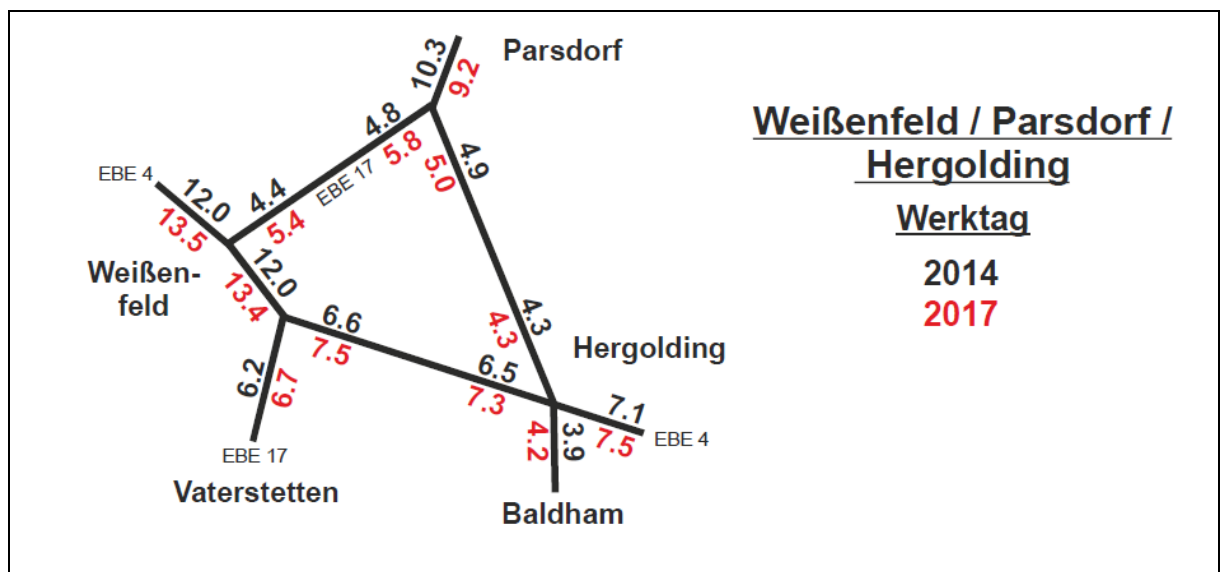 Parsdorf
10.3
9.2
4.8
5.8
4.9
5.0
EBE 17
EBE 4
12.0
13.5
4.4
5.4
Weißen-
feld
12.0
13.4
6.6
7.5
4.3
4.3
Hergolding
6.5
7.3
7.1
7.5
EBE 4
6.2
6.7
EBE 17
Vaterstetten
3.9
4.2
Baldham
Weißenfeld / Parsdorf /
Hergolding
Werktag
2014
2017